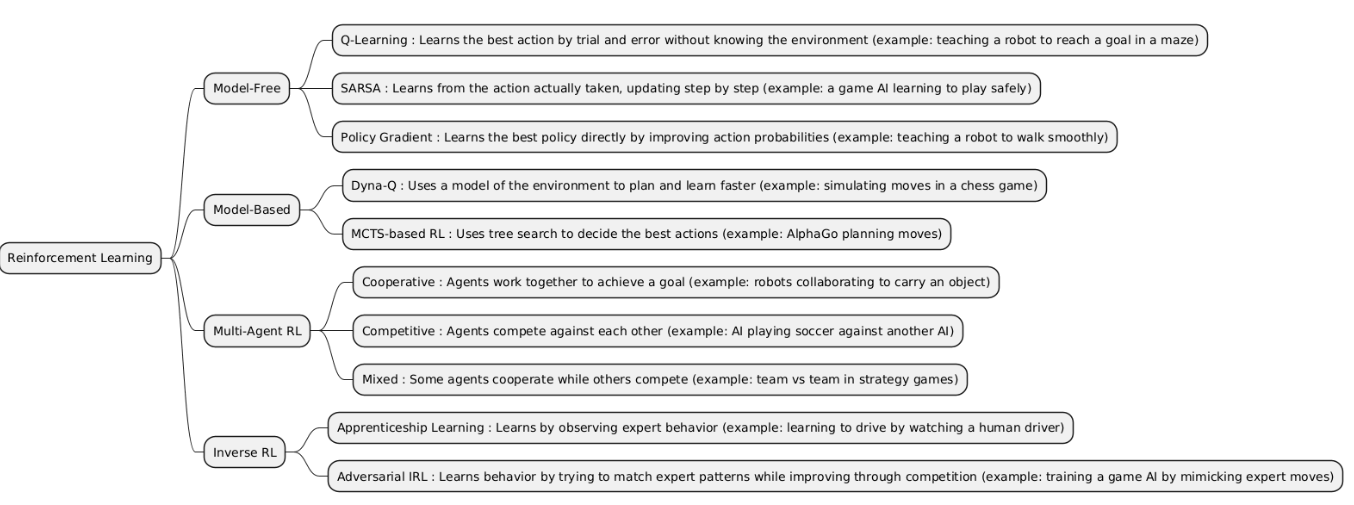 Reinforcement Learning
Model-Free
Q-Learning : Learns the best action by trial and error without knowing the environment (example: teaching a robot to reach a goal in a maze)
SARSA : Learns from the action actually taken, updating step by step (example: a game AI learning to play safely)
Policy Gradient : Learns the best policy directly by improving action probabilities (example: teaching a robot to walk smoothly)
Model-Based
Dyna-Q : Uses a model of the environment to plan and learn faster (example: simulating moves in a chess game)
MCTS-based RL : Uses tree search to decide the best actions (example: AlphaGo planning moves)
Multi-Agent RL
Cooperative : Agents work together to achieve a goal (example: robots collaborating to carry an object)
Competitive : Agents compete against each other (example: AI playing soccer against another AI)
Mixed : Some agents cooperate while others compete (example: team vs team in strategy games)
Inverse RL
Apprenticeship Learning : Learns by observing expert behavior (example: learning to drive by watching a human driver)
Adversarial IRL : Learns behavior by trying to match expert patterns while improving through competition (example: training a game AI by mimicking expert moves)